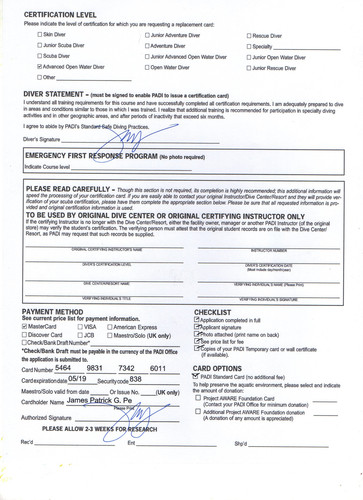 CERTIFICATION LEVEL
Please indicate the level of certification for which you are requesting a replacement card:
Skin Diver
Junior Adventure Diver
Rescue Diver
Junior Scuba Diver
Adventure Diver
Specialty
Scuba Diver
Junior Advanced Open Water Diver
Junior Open Water Diver
Advanced Open Water Diver
Open Water Diver
Junior Rescue Diver
Other
DIVER STATEMENT – (must be signed to enable PADI to issue a certification card)
I understand all training requirements for this course and have successfully completed all certification requirements. I am adequately prepared to dive
in areas and conditions similar to those in which I was trained. I realize that additional training is recommended for participation in specialty diving
activities and in other geographic areas, and after periods of inactivity that exceed six months.
I agree to abide by PADI's Standard Safe Diving Practices.
Diver's Signature
EMERGENCY FIRST RESPONSE PROGRAM (No photo required)
Indicate Course level
PLEASE READ CAREFULLY – Though this section is not required, its completion is highly recommended; this additional information will
speed the processing of your certification card. If you are easily able to contact your original Instructor/Dive Center/Resort and they will provide ver-
ification of your scuba certification, please have them complete the appropriate section below. Please be sure that all requested information is pro-
vided and original certification information is used.
TO BE USED BY ORIGINAL DIVE CENTER OR ORIGINAL CERTIFYING INSTRUCTOR ONLY
If the certifying Instructor is no longer with the Dive Center/Resort, either the facility owner, manager or another PADI Instructor (of the original
store) may verify the student's certification. The verifying person must attest that the original student records are on file with the Dive Center/
Resort, as PADI may request that such records be supplied.
ORIGINAL CERTIFYING INSTRUCTOR'S NAME
INSTRUCTOR NUMBER
DIVER'S CERTIFICATION LEVEL
DIVER'S CERTIFICATION DATE
(Must include day/month/year)
DIVE CENTER/RESORT NAME
VERIFYING INDIVIDUAL'S NAME (Please Print)
VERIFYING INDIVIDUAL'S TITLE
VERIFYING INDIVIDUAL'S SIGNATURE
PAYMENT METHOD
See current price list for payment information.
MasterCard
VISA
American Express
Discover Card
JCB
Maestro/Solo (UK only)
Check/Bank Draft Number*
*Check/Bank Draft must be payable in the currency of the PADI Office
the application is submitted to.
Card Number 5464 9831 7342 6011
Card expiration date 05/19 Security code 838
Maestro/Solo valid from date Or Issue No. (UK only)
Cardholder Name James Patrick G. Pe
Please Print
Authorized Signature
PLEASE ALLOW 2-3 WEEKS FOR RESEARCH
CHECKLIST
Application completed in full
Applicant signature
Photo attached (print name on back)
See price list for fee
Copies of your PADI Temporary card or wall certificate
(if available).
CARD OPTIONS
PADI Standard Card (no additional fee)
To help preserve the aquatic environment, please select and indicate
the amount of donation:
Project AWARE Foundation Card
(Contact your PADI Office for minimum donation)
Additional Project AWARE Foundation donation
(A donation of any amount is appreciated)
Rec'd
Ent
Shp'd